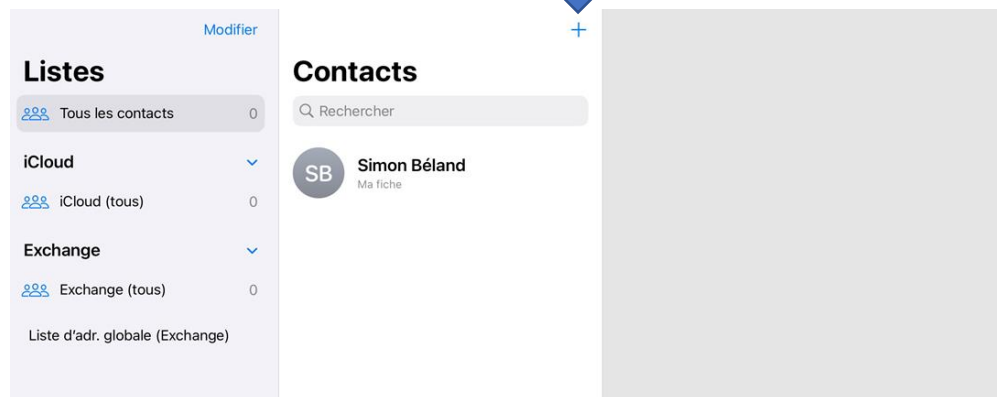 Modifier
Listes
Tous les contacts 0
iCloud
iCloud (tous) 0
Exchange
Exchange (tous) 0
Liste d'adr. globale (Exchange)
+
Contacts
Rechercher
SB
Simon Béland
Ma fiche